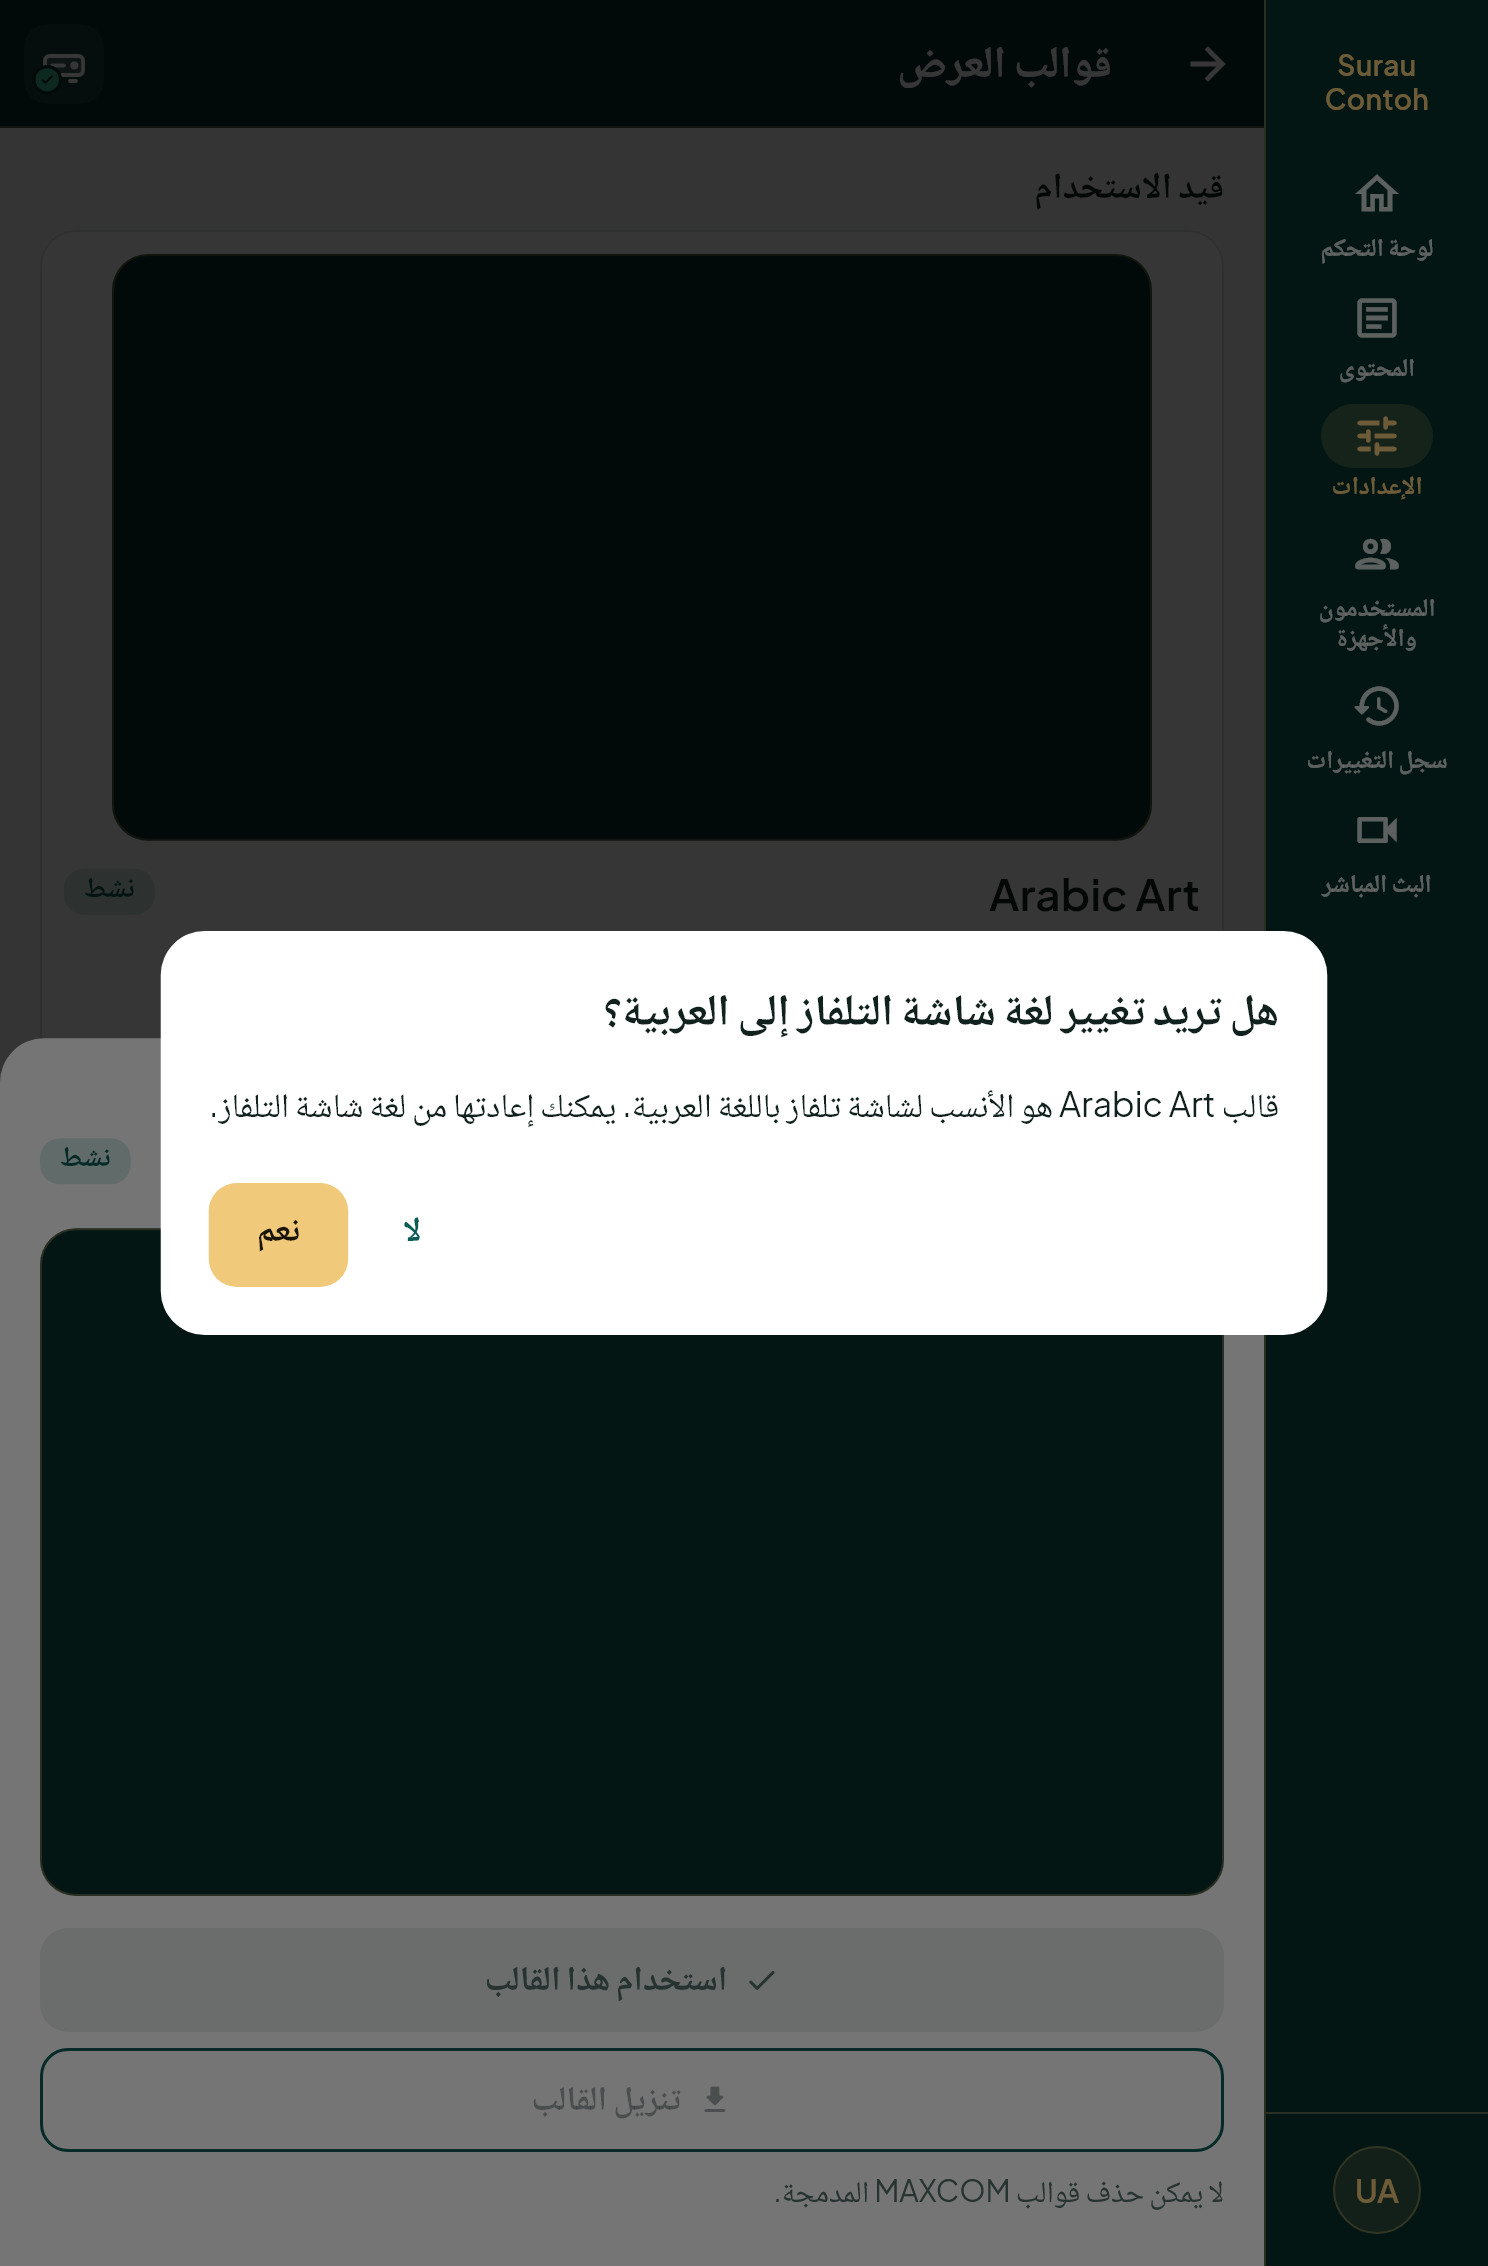 Surau
Contoh
لوحة التحكم
المحتوى
الإعدادات
المستخدمون
والأجهزة
سجل التغييرات
البث المباشر
UA
قوالب العرض
قيد الاستخدام
Arabic Art
نشط
هل تريد تغيير لغة شاشة التلفاز إلى العربية؟
قالب Arabic Art هو الأنسب لشاشة تلفاز باللغة العربية. يمكنك إعادتها من لغة شاشة التلفاز.
لا
نعم
نشط
استخدام هذا القالب
تنزيل القالب
لا يمكن حذف قوالب MAXCOM المدمجة.